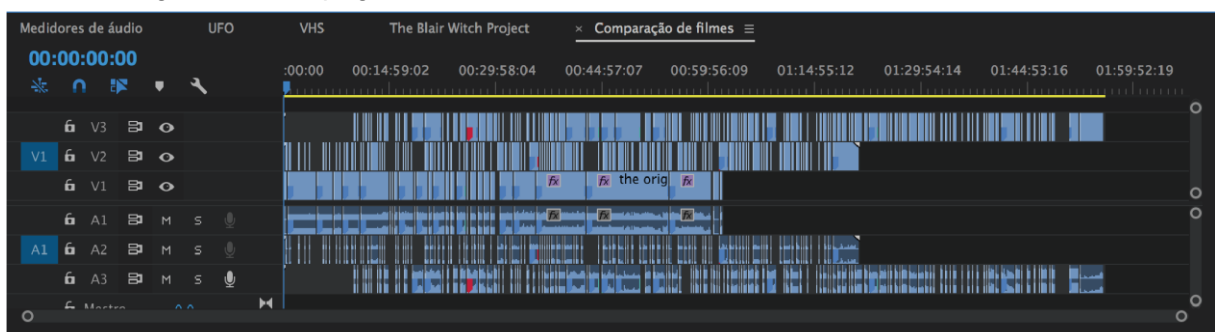 Medidores de áudio UFO VHS The Blair Witch Project × Comparação de filmes
00:00:00:00
:00:00 00:14:59:02 00:29:58:04 00:44:57:07 00:59:56:09 01:14:55:12 01:29:54:14 01:44:53:16 01:59:52:19
V3
V1 V2
V1 fx fx the orig fx
A1 M S fx fx fx
A1 A2 M S
A3 M S